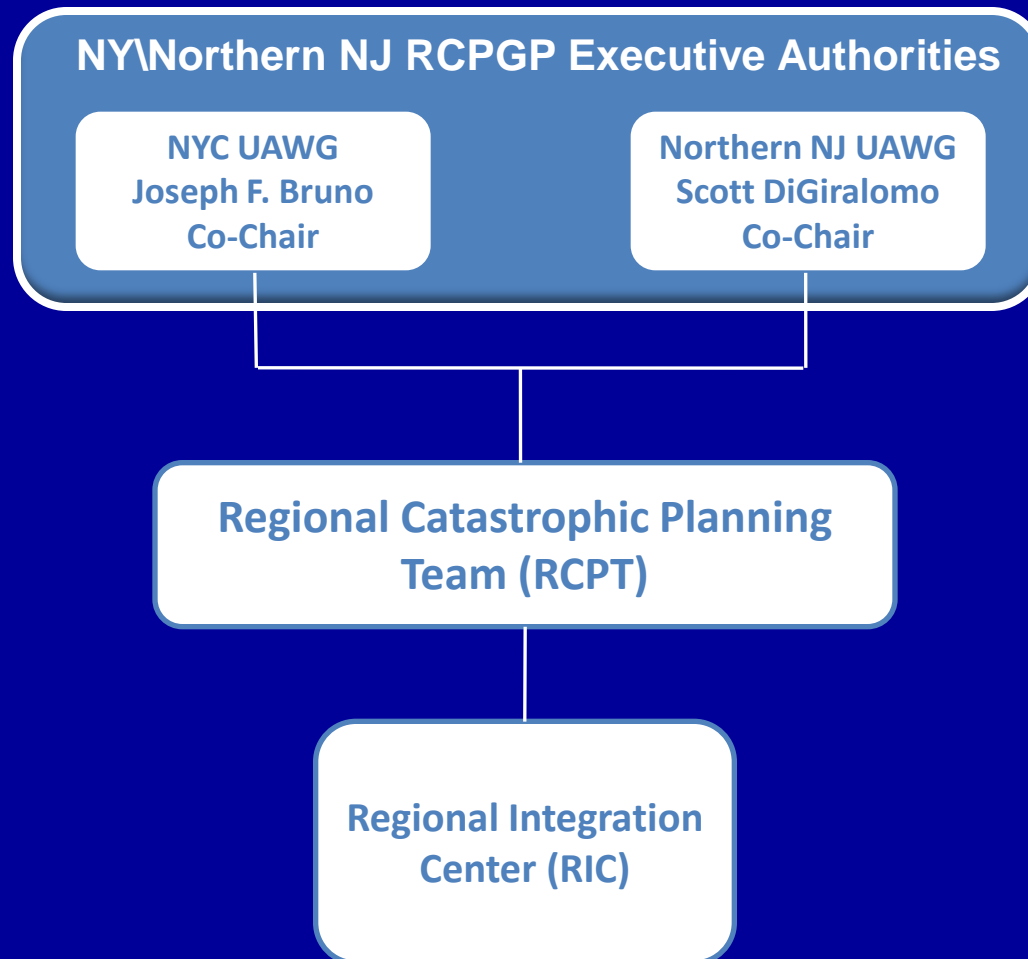 NY\Northern NJ RCPGP Executive Authorities
NYC UAWG
Joseph F. Bruno
Co-Chair
Northern NJ UAWG
Scott DiGiralomo
Co-Chair
Regional Catastrophic Planning
Team (RCPT)
Regional Integration
Center (RIC)